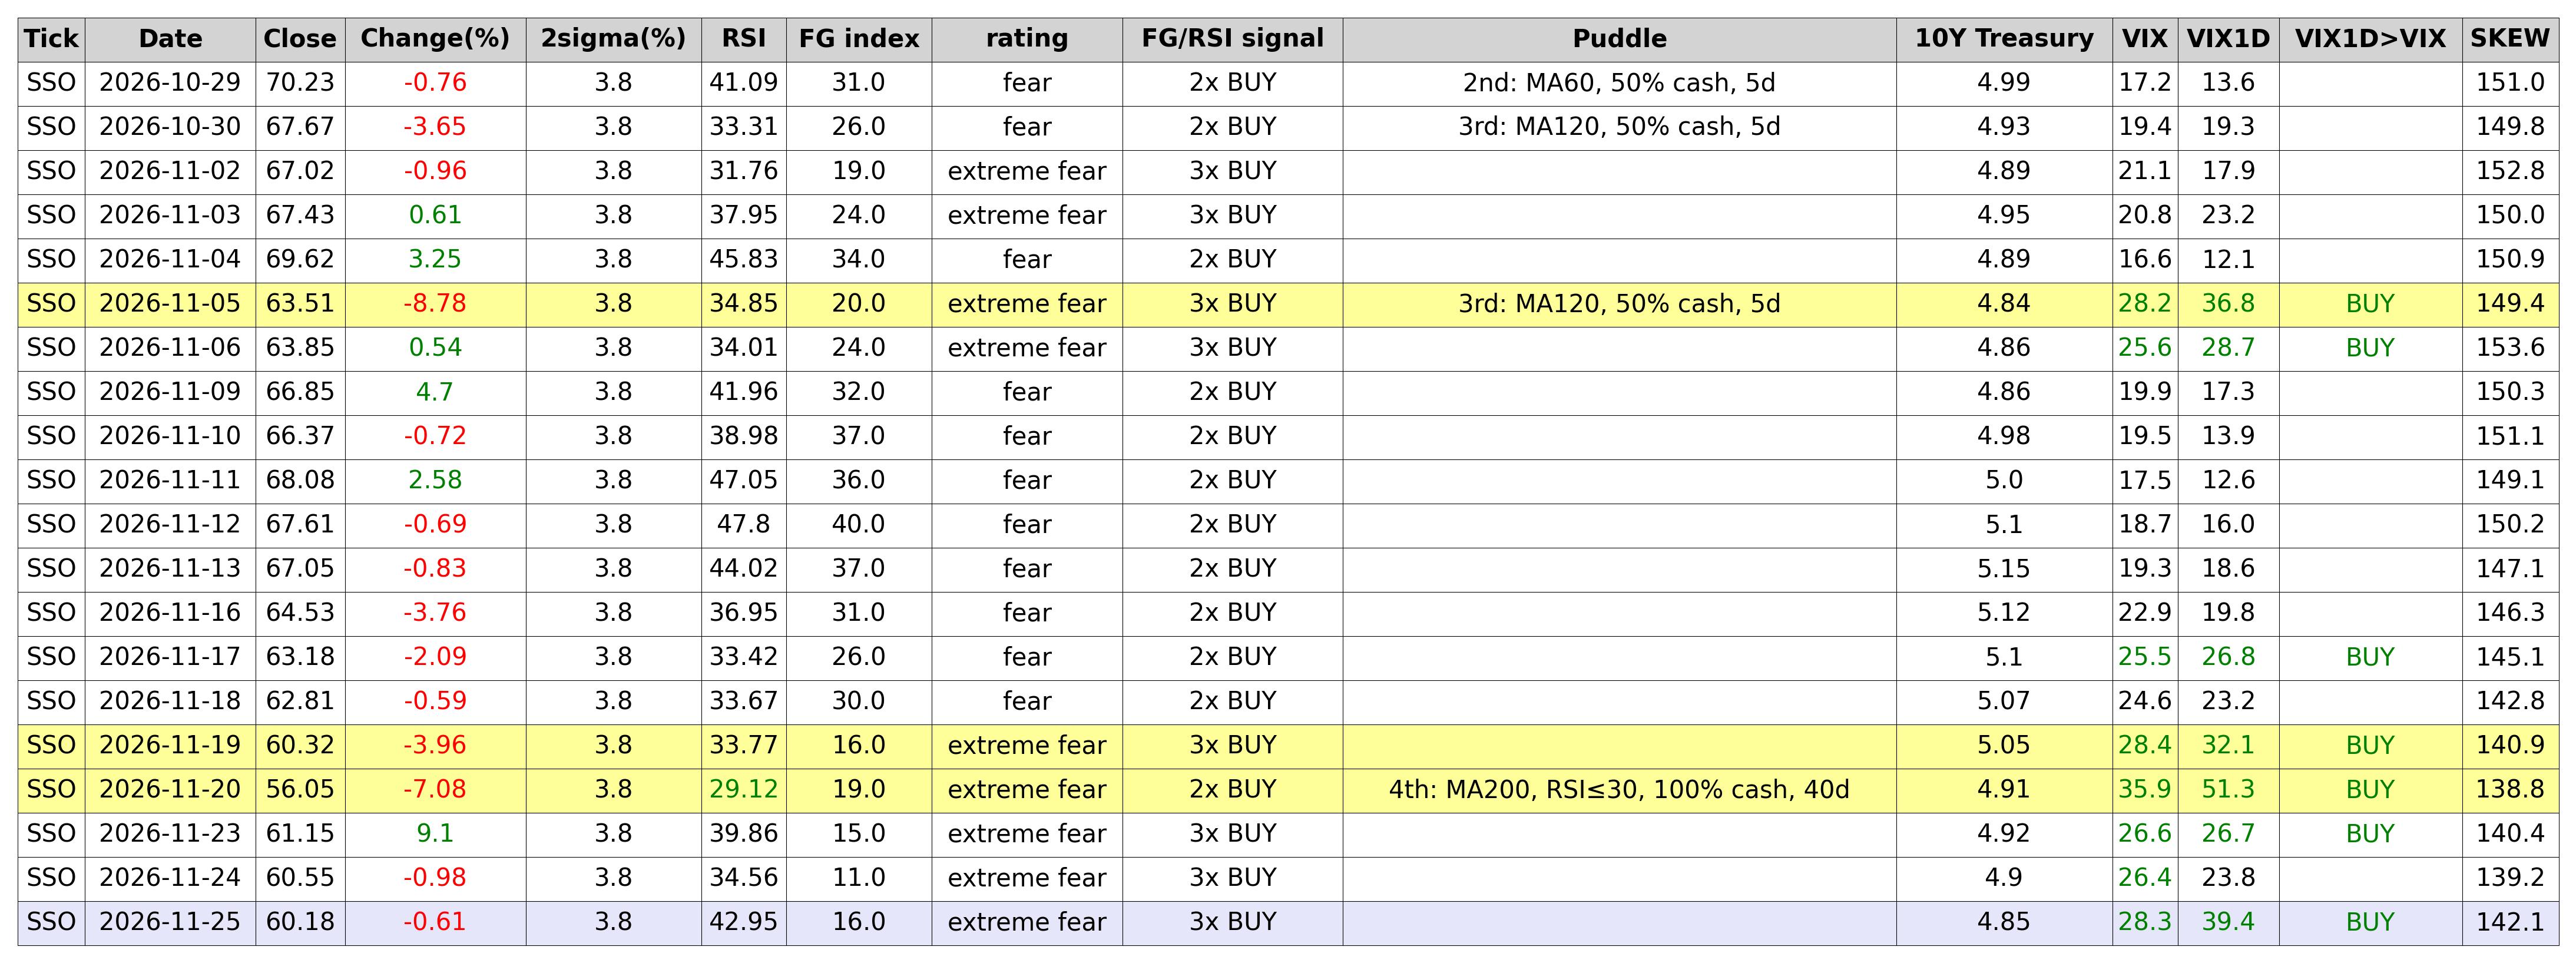 Tick Date Close Change(%) 2sigma(%) RSI FG index rating FG/RSI signal Puddle 10Y Treasury VIX VIX1D VIX1D>VIX SKEW
SSO 2026-10-29 70.23 -0.76 3.8 41.09 31.0 fear 2x BUY 2nd: MA60, 50% cash, 5d 4.99 17.2 13.6 151.0
SSO 2026-10-30 67.67 -3.65 3.8 33.31 26.0 fear 2x BUY 3rd: MA120, 50% cash, 5d 4.93 19.4 19.3 149.8
SSO 2026-11-02 67.02 -0.96 3.8 31.76 19.0 extreme fear 3x BUY 4.89 21.1 17.9 152.8
SSO 2026-11-03 67.43 0.61 3.8 37.95 24.0 extreme fear 3x BUY 4.95 20.8 23.2 150.0
SSO 2026-11-04 69.62 3.25 3.8 45.83 34.0 fear 2x BUY 4.89 16.6 12.1 150.9
SSO 2026-11-05 63.51 -8.78 3.8 34.85 20.0 extreme fear 3x BUY 3rd: MA120, 50% cash, 5d 4.84 28.2 36.8 BUY 149.4
SSO 2026-11-06 63.85 0.54 3.8 34.01 24.0 extreme fear 3x BUY 4.86 25.6 28.7 BUY 153.6
SSO 2026-11-09 66.85 4.7 3.8 41.96 32.0 fear 2x BUY 4.86 19.9 17.3 150.3
SSO 2026-11-10 66.37 -0.72 3.8 38.98 37.0 fear 2x BUY 4.98 19.5 13.9 151.1
SSO 2026-11-11 68.08 2.58 3.8 47.05 36.0 fear 2x BUY 5.0 17.5 12.6 149.1
SSO 2026-11-12 67.61 -0.69 3.8 47.8 40.0 fear 2x BUY 5.1 18.7 16.0 150.2
SSO 2026-11-13 67.05 -0.83 3.8 44.02 37.0 fear 2x BUY 5.15 19.3 18.6 147.1
SSO 2026-11-16 64.53 -3.76 3.8 36.95 31.0 fear 2x BUY 5.12 22.9 19.8 146.3
SSO 2026-11-17 63.18 -2.09 3.8 33.42 26.0 fear 2x BUY 5.1 25.5 26.8 BUY 145.1
SSO 2026-11-18 62.81 -0.59 3.8 33.67 30.0 fear 2x BUY 5.07 24.6 23.2 142.8
SSO 2026-11-19 60.32 -3.96 3.8 33.77 16.0 extreme fear 3x BUY 5.05 28.4 32.1 BUY 140.9
SSO 2026-11-20 56.05 -7.08 3.8 29.12 19.0 extreme fear 2x BUY 4th: MA200, RSI≤30, 100% cash, 40d 4.91 35.9 51.3 BUY 138.8
SSO 2026-11-23 61.15 9.1 3.8 39.86 15.0 extreme fear 3x BUY 4.92 26.6 26.7 BUY 140.4
SSO 2026-11-24 60.55 -0.98 3.8 34.56 11.0 extreme fear 3x BUY 4.9 26.4 23.8 139.2
SSO 2026-11-25 60.18 -0.61 3.8 42.95 16.0 extreme fear 3x BUY 4.85 28.3 39.4 BUY 142.1